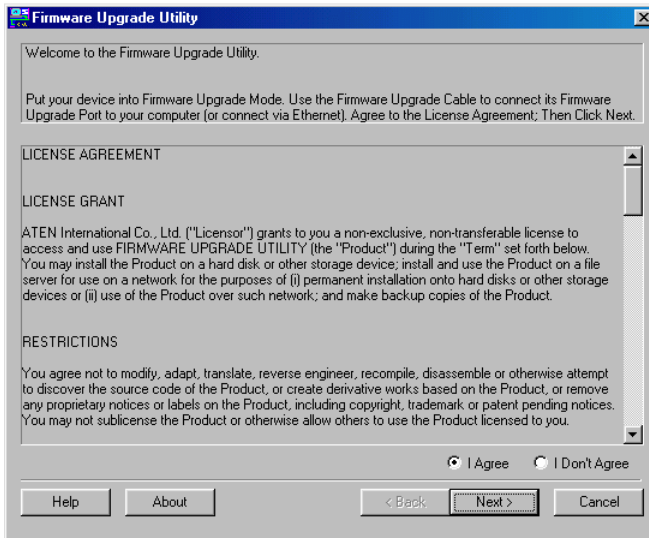 Firmware Upgrade Utility
Welcome to the Firmware Upgrade Utility.
Put your device into Firmware Upgrade Mode. Use the Firmware Upgrade Cable to connect its Firmware
Upgrade Port to your computer (or connect via Ethernet). Agree to the License Agreement; Then Click Next.
LICENSE AGREEMENT
LICENSE GRANT
ATEN International Co., Ltd. ("Licensor") grants to you a non-exclusive, non-transferable license to
access and use FIRMWARE UPGRADE UTILITY (the "Product") during the "Term" set forth below.
You may install the Product on a hard disk or other storage device; install and use the Product on a file
server for use on a network for the purposes of (i) permanent installation onto hard disks or other storage
devices or (ii) use of the Product over such network; and make backup copies of the Product.
RESTRICTIONS
You agree not to modify, adapt, translate, reverse engineer, recompile, disassemble or otherwise attempt
to discover the source code of the Product, or create derivative works based on the Product, or remove
any proprietary notices or labels on the Product, including copyright, trademark or patent pending notices.
You may not sublicense the Product or otherwise allow others to use the Product licensed to you.
I Agree I Don't Agree
Help About < Back Next > Cancel